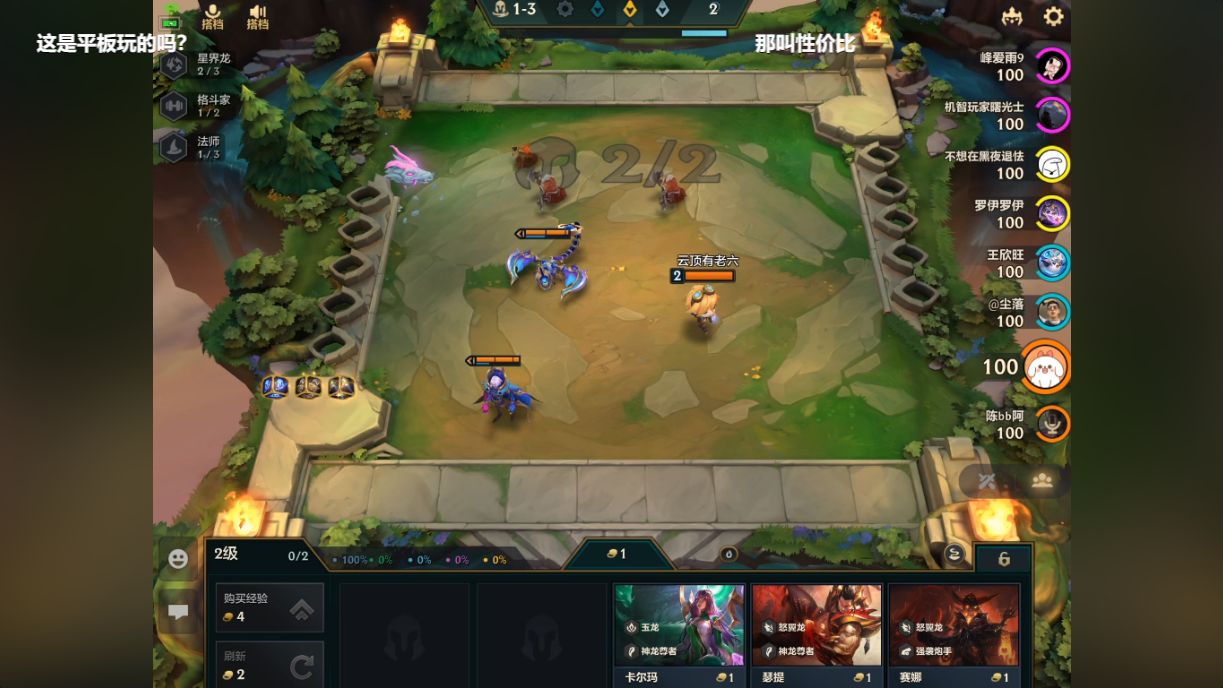 搭档
搭档
1-3
2
这是平板玩的吗?
那叫性价比
星界龙
2 / 3
格斗家
1 / 2
法师
1 / 3
2/2
云顶有老六
2
峰爱雨9
100
机智玩家曙光士
100
不想在黑夜退怯
100
罗伊罗伊
100
王欣旺
100
@尘落
100
100
陈bb阿
100
2级
0/2
100%
0%
0%
0%
0%
1
6
购买经验
4
刷新
2
玉龙
神龙尊者
卡尔玛
1
怒翼龙
神龙尊者
瑟提
1
怒翼龙
强袭炮手
赛娜
1